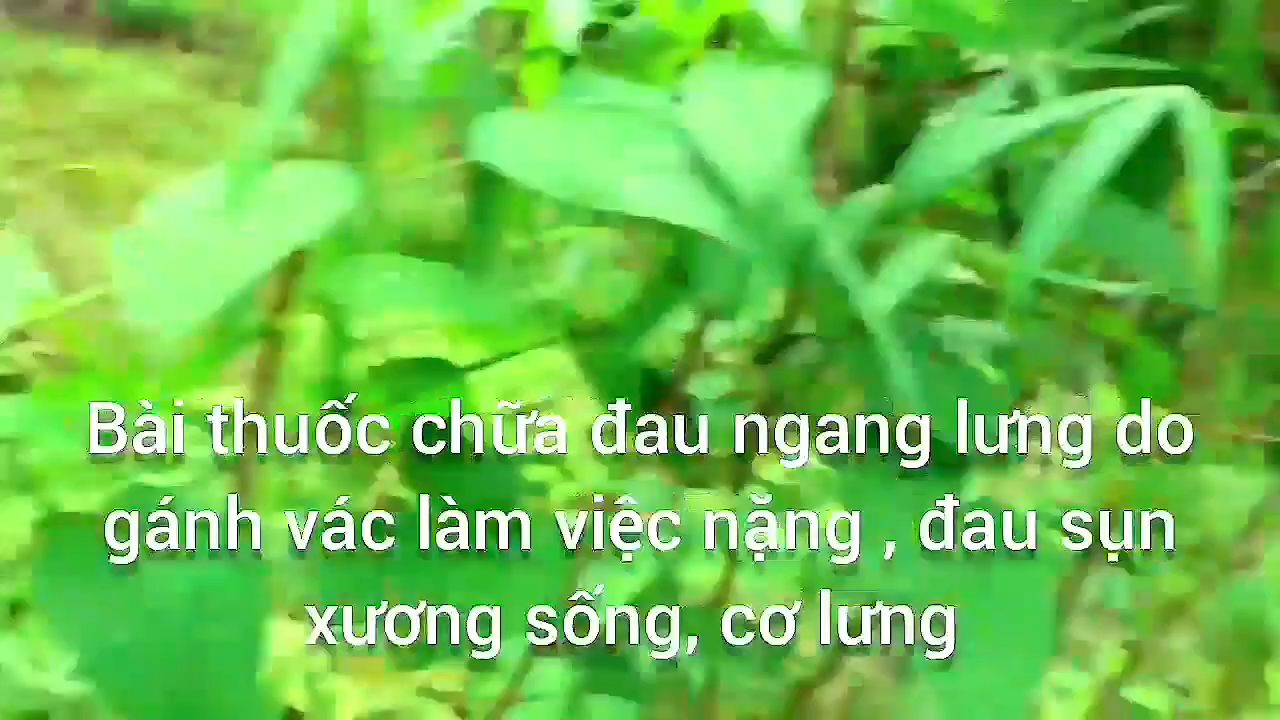 Bài thuốc chữa đau ngang lưng do
gánh vác làm việc nặng , đau sụn
xương sống, cơ lưng